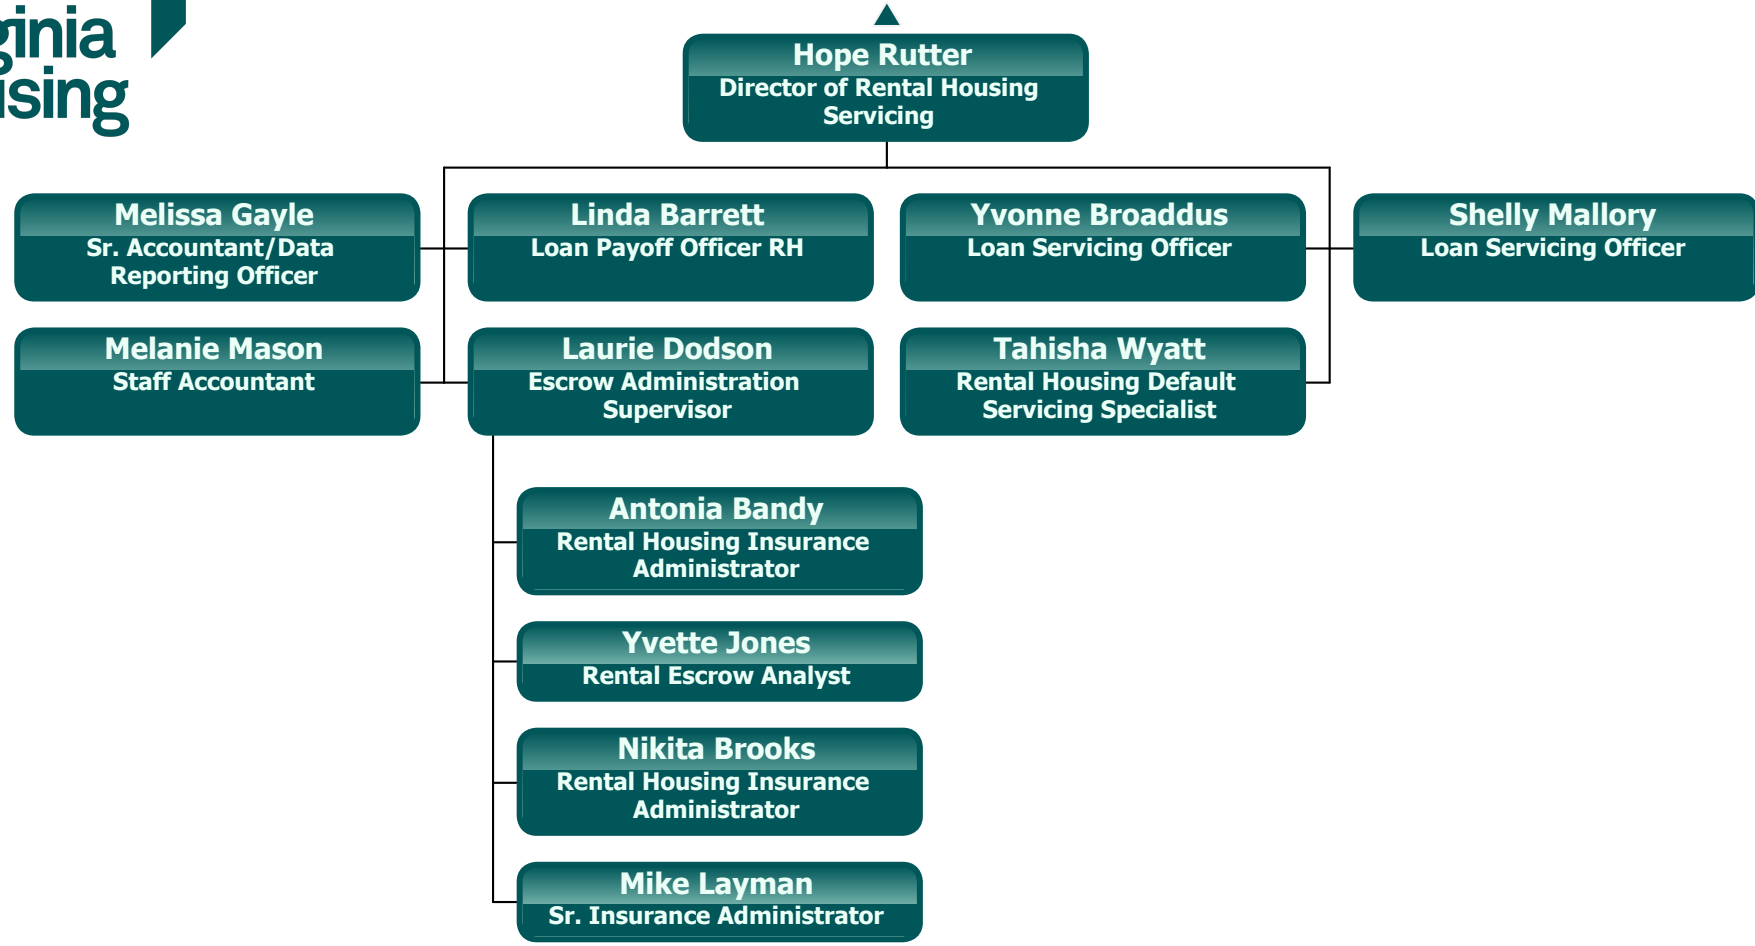 Hope Rutter
Director of Rental Housing
Servicing
Melissa Gayle
Sr. Accountant/Data
Reporting Officer
Linda Barrett
Loan Payoff Officer RH
Yvonne Broaddus
Loan Servicing Officer
Shelly Mallory
Loan Servicing Officer
Melanie Mason
Staff Accountant
Laurie Dodson
Escrow Administration
Supervisor
Tahisha Wyatt
Rental Housing Default
Servicing Specialist
Antonia Bandy
Rental Housing Insurance
Administrator
Yvette Jones
Rental Escrow Analyst
Nikita Brooks
Rental Housing Insurance
Administrator
Mike Layman
Sr. Insurance Administrator